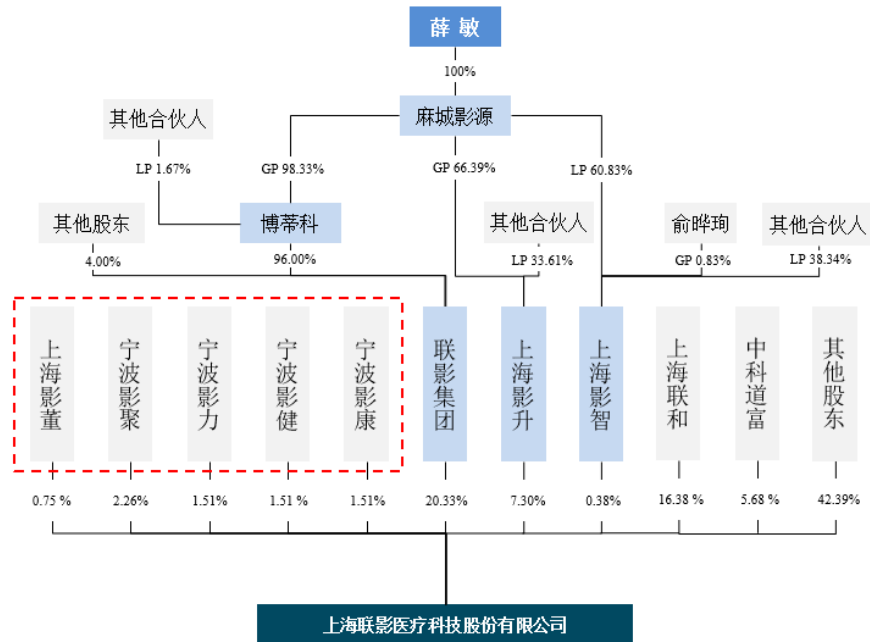 薛 敏
100%
其他合伙人
麻城影源
LP 1.67%
GP 98.33%
GP 66.39%
LP 60.83%
其他股东
博蒂科
其他合伙人
俞晔珣
其他合伙人
4.00%
96.00%
LP 33.61%
GP 0.83%
LP 38.34%
上海影董
宁波影聚
宁波影力
宁波影健
宁波影康
联影集团
上海影升
上海影智
上海联和
中科道富
其他股东
0.75 %
2.26%
1.51%
1.51 %
1.51%
20.33%
7.30%
0.38%
16.38 %
5.68 %
42.39%
上海联影医疗科技股份有限公司